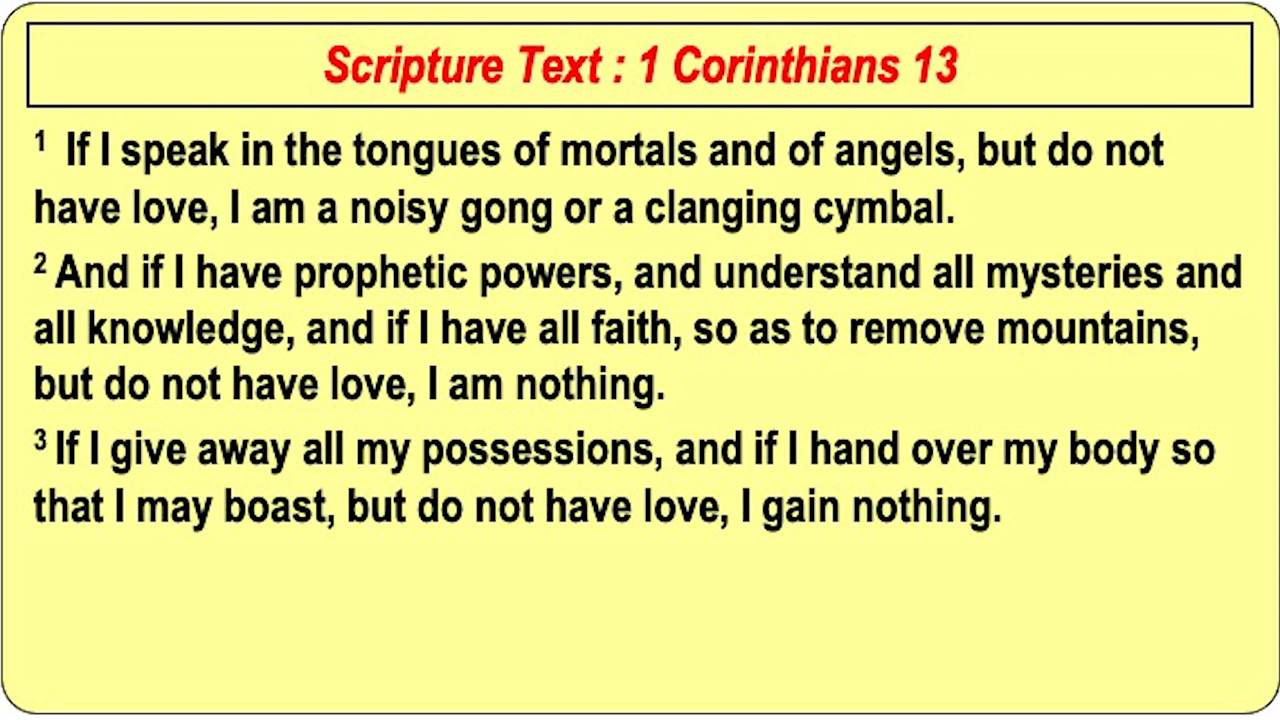 Scripture Text : 1 Corinthians 13
1 If I speak in the tongues of mortals and of angels, but do not
have love, I am a noisy gong or a clanging cymbal.
2 And if I have prophetic powers, and understand all mysteries and
all knowledge, and if I have all faith, so as to remove mountains,
but do not have love, I am nothing.
3 If I give away all my possessions, and if I hand over my body so
that I may boast, but do not have love, I gain nothing.